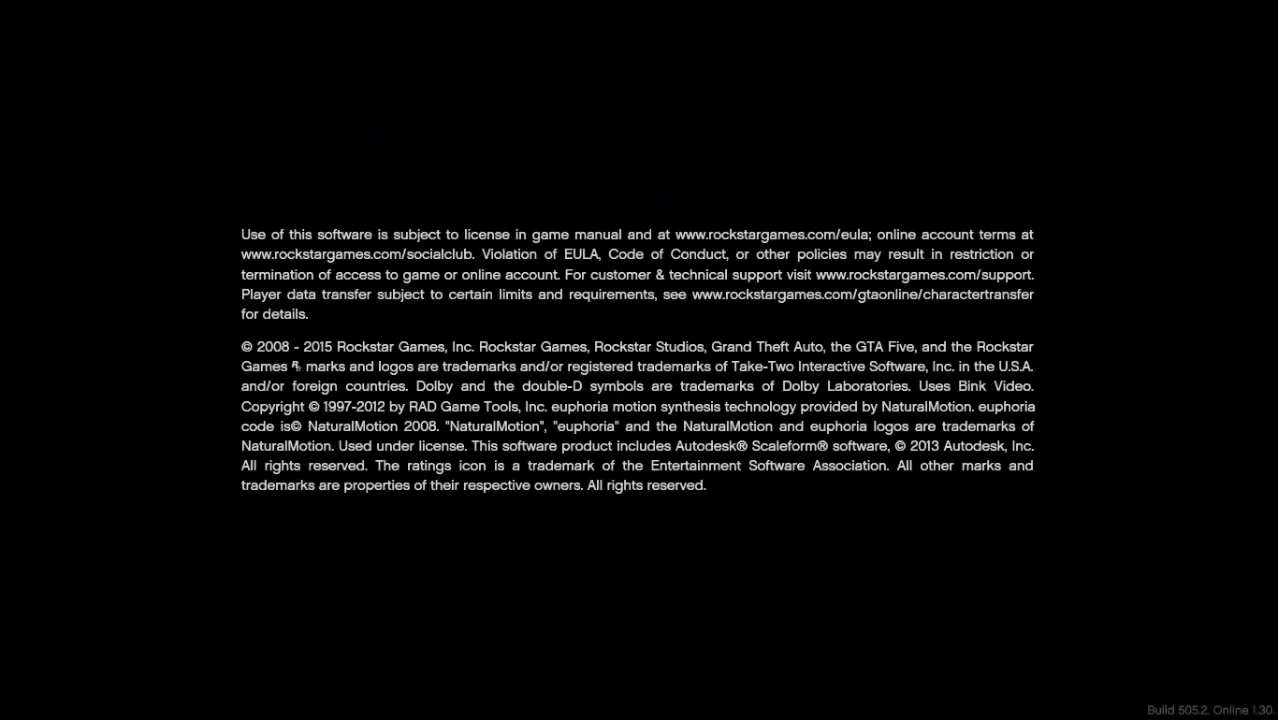 Use of this software is subject to license in game manual and at www.rockstargames.com/eula; online account terms at
www.rockstargames.com/socialclub. Violation of EULA, Code of Conduct, or other policies may result in restriction or
termination of access to game or online account. For customer & technical support visit www.rockstargames.com/support.
Player data transfer subject to certain limits and requirements, see www.rockstargames.com/gtaonline/charactertransfer
for details.
© 2008 - 2015 Rockstar Games, Inc. Rockstar Games, Rockstar Studios, Grand Theft Auto, the GTA Five, and the Rockstar
Games R* marks and logos are trademarks and/or registered trademarks of Take-Two Interactive Software, Inc. in the U.S.A.
and/or foreign countries. Dolby and the double-D symbols are trademarks of Dolby Laboratories. Uses Bink Video.
Copyright © 1997-2012 by RAD Game Tools, Inc. euphoria motion synthesis technology provided by NaturalMotion. euphoria
code is© NaturalMotion 2008. "NaturalMotion", "euphoria" and the NaturalMotion and euphoria logos are trademarks of
NaturalMotion. Used under license. This software product includes Autodesk® Scaleform® software, © 2013 Autodesk, Inc.
All rights reserved. The ratings icon is a trademark of the Entertainment Software Association. All other marks and
trademarks are properties of their respective owners. All rights reserved.
Build 505.2. Online 1.30.